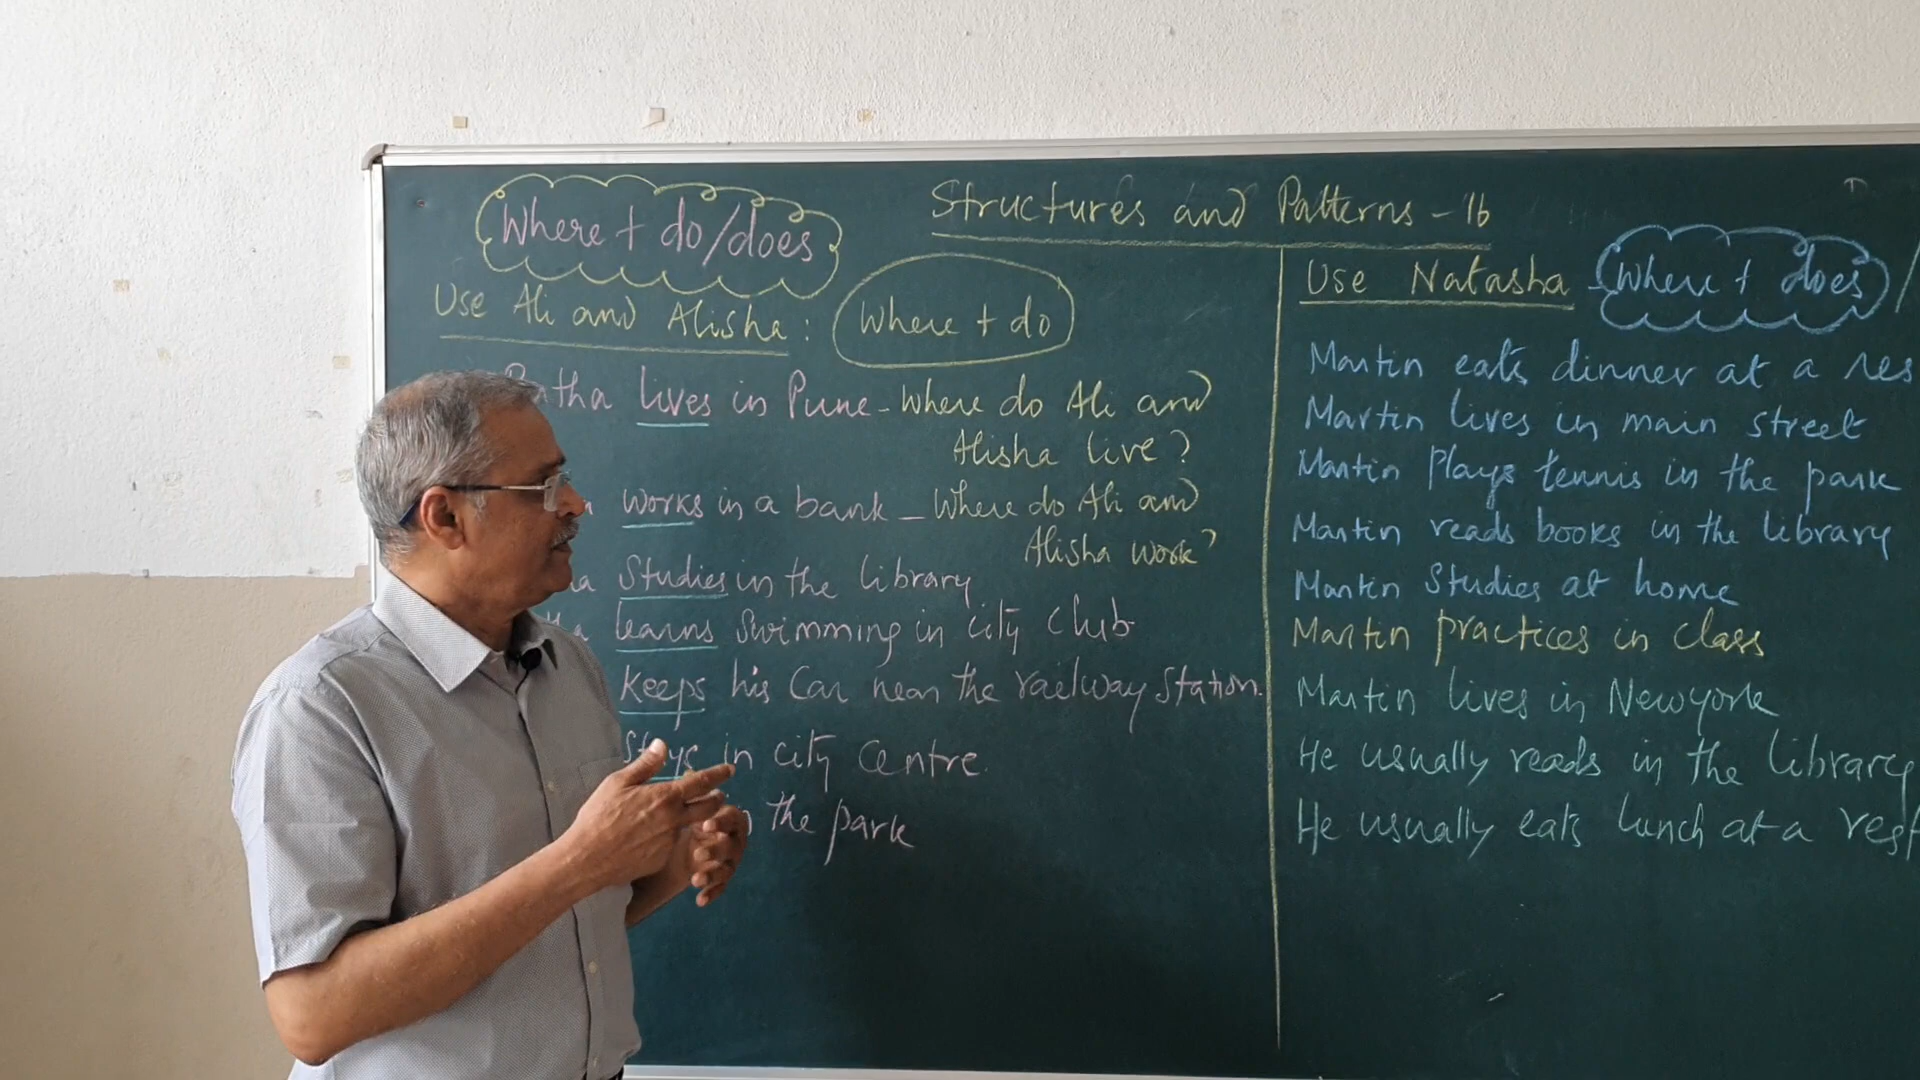 Where + do/does
Structures and Patterns - 16
Use Ali and Alisha :
Where + do
lives in Pune - Where do Ali and
Alisha live?
works in a bank - Where do Ali and
Alisha work?
Studies in the library
learns Swimming in city club
keeps his Car near the railway station.
Stays in city Centre.
the park
Use Natasha - Where + does /
Martin eats dinner at a res
Martin lives in main street
Martin plays tennis in the park
Martin reads books in the library
Martin Studies at home
Martin practices in class
Martin lives in Newyork
He usually reads in the library
He usually eats lunch at a rest